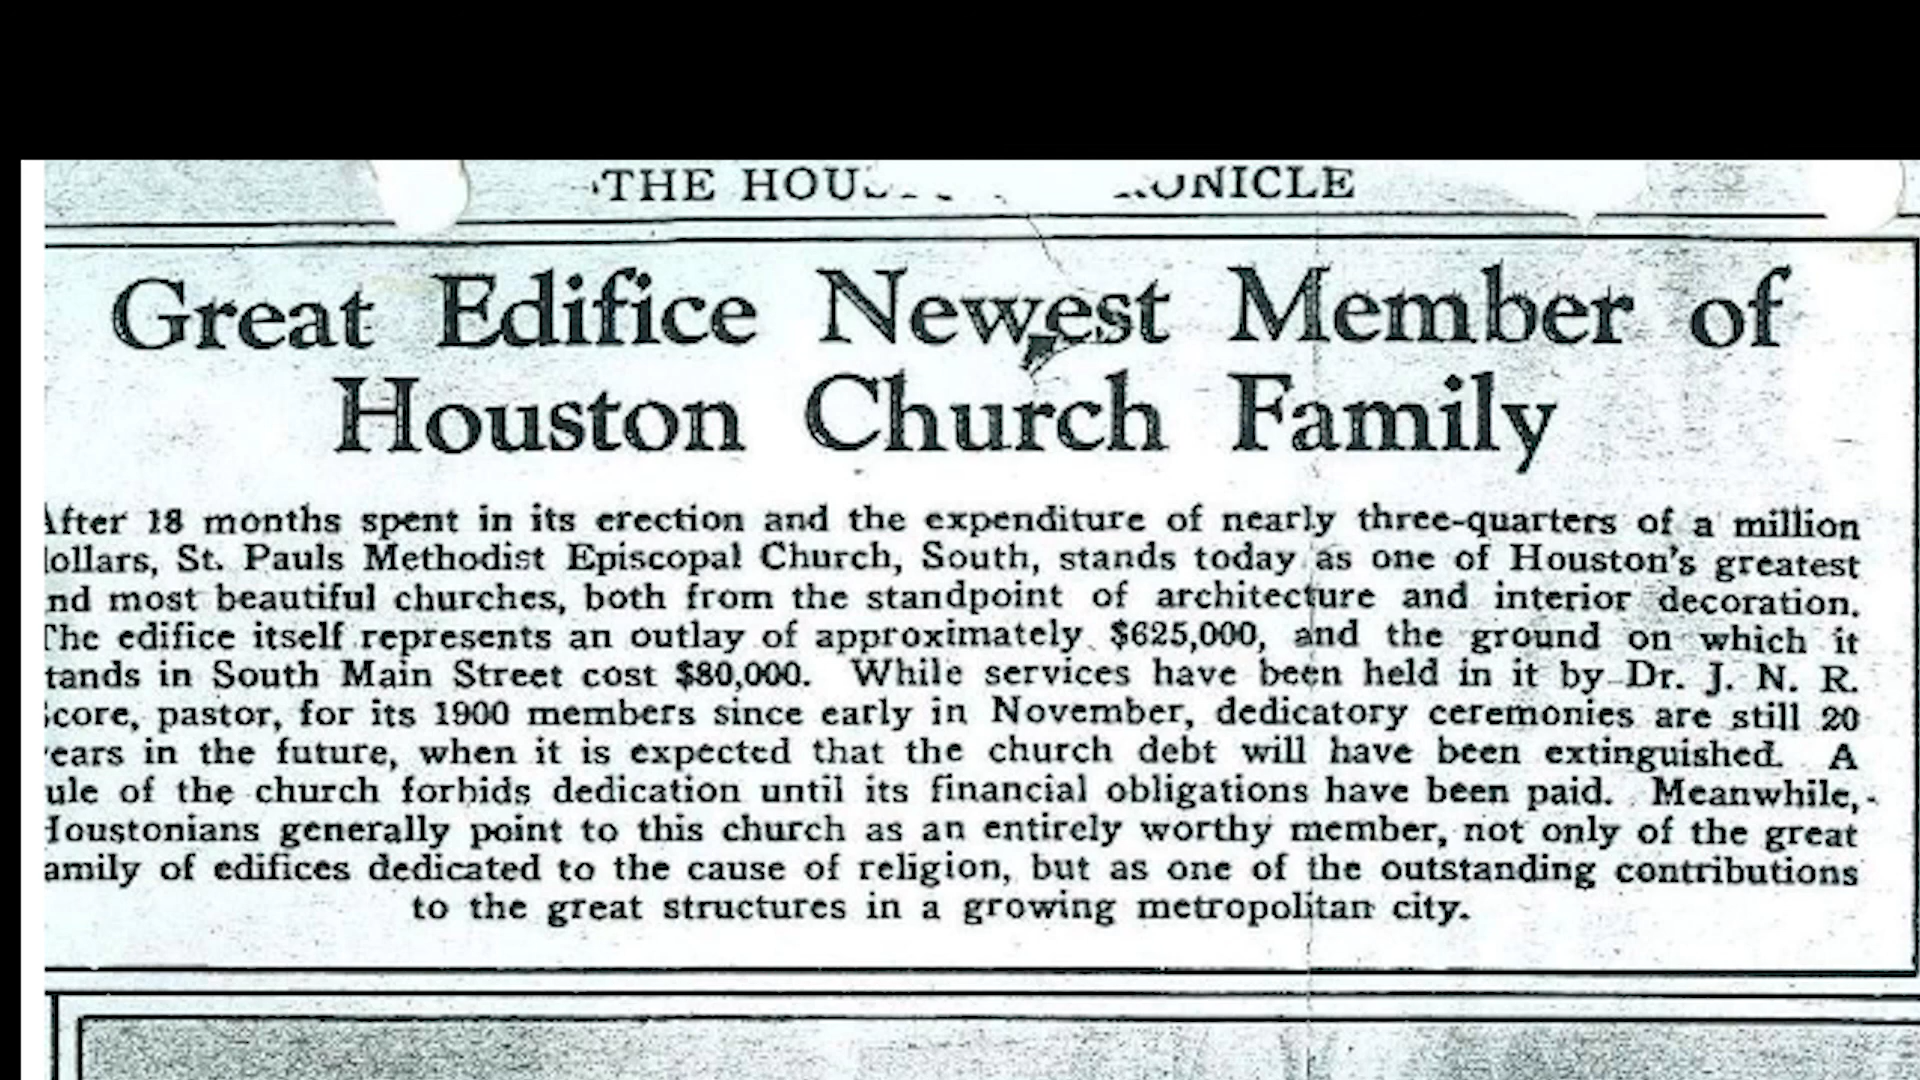 THE HOU NICLE
Great Edifice Newest Member of
Houston Church Family
After 18 months spent in its erection and the expenditure of nearly three-quarters of a million
ollars, St. Pauls Methodist Episcopal Church, South, stands today as one of Houston's greatest
nd most beautiful churches, both from the standpoint of architecture and interior decoration.
The edifice itself represents an outlay of approximately $625,000, and the ground on which it
tands in South Main Street cost $80,000. While services have been held in it by Dr. J. N. R.
core, pastor, for its 1900 members since early in November, dedicatory ceremonies are still 20
ears in the future, when it is expected that the church debt will have been extinguished. A
ule of the church forbids dedication until its financial obligations have been paid. Meanwhile,
Houstonians generally point to this church as an entirely worthy member, not only of the great
amily of edifices dedicated to the cause of religion, but as one of the outstanding contributions
to the great structures in a growing metropolitan city.